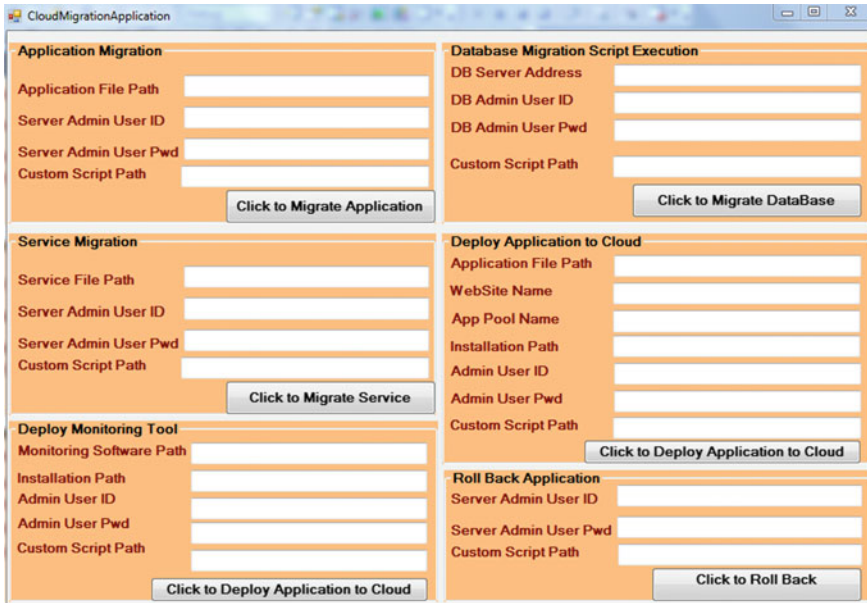 CloudMigrationApplication
Application Migration
Application File Path
Server Admin User ID
Server Admin User Pwd
Custom Script Path
Click to Migrate Application
Database Migration Script Execution
DB Server Address
DB Admin User ID
DB Admin User Pwd
Custom Script Path
Click to Migrate DataBase
Service Migration
Service File Path
Server Admin User ID
Server Admin User Pwd
Custom Script Path
Click to Migrate Service
Deploy Application to Cloud
Application File Path
WebSite Name
App Pool Name
Installation Path
Admin User ID
Admin User Pwd
Custom Script Path
Click to Deploy Application to Cloud
Deploy Monitoring Tool
Monitoring Software Path
Installation Path
Admin User ID
Admin User Pwd
Custom Script Path
Click to Deploy Application to Cloud
Roll Back Application
Server Admin User ID
Server Admin User Pwd
Custom Script Path
Click to Roll Back